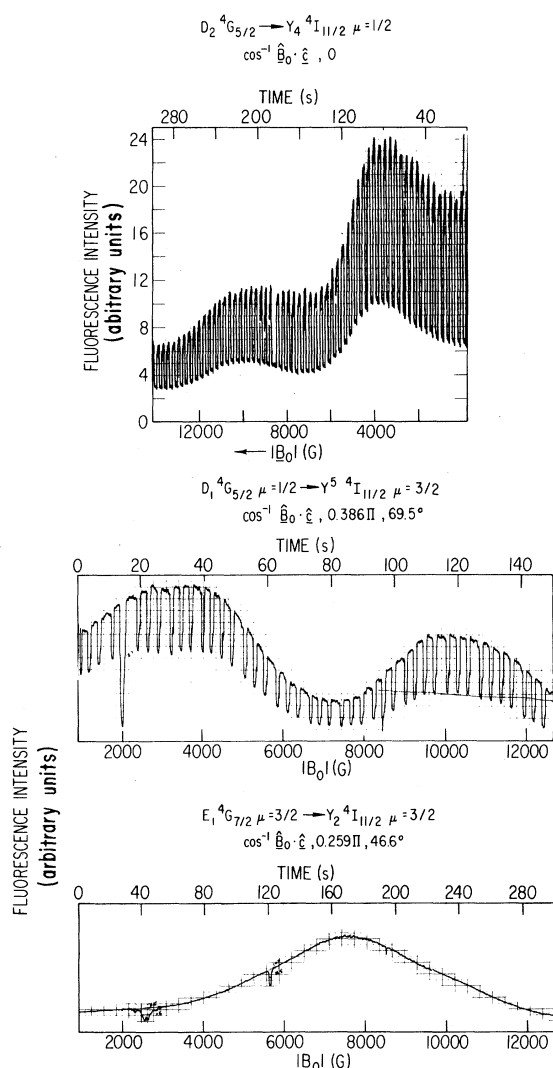 D₂ ⁴G₅/₂ → Y₄ ⁴I₁₁/₂ μ = 1/2
cos⁻¹ B̂₀ · ĉ , 0
TIME (s)
280 200 120 40
FLUORESCENCE INTENSITY
(abitrary units)
24
20
16
12
8
4
0
12000 8000 4000
← |B₀| (G)
D₁ ⁴G₅/₂ μ = 1/2 → Y⁵ ⁴I₁₁/₂ μ = 3/2
cos⁻¹ B̂₀ · ĉ , 0.386Π , 69.5°
TIME (s)
0 20 40 60 80 100 120 140
2000 4000 6000 8000 10000 12000
|B₀| (G)
FLUORESCENCE INTENSITY
(arbitrary units)
E₁ ⁴G₇/₂ μ = 3/2 → Y₂ ⁴I₁₁/₂ μ = 3/2
cos⁻¹ B̂₀ · ĉ , 0.259Π , 46.6°
TIME (s)
0 40 80 120 160 200 240 280
2000 4000 6000 8000 10000 12000
|B₀| (G)